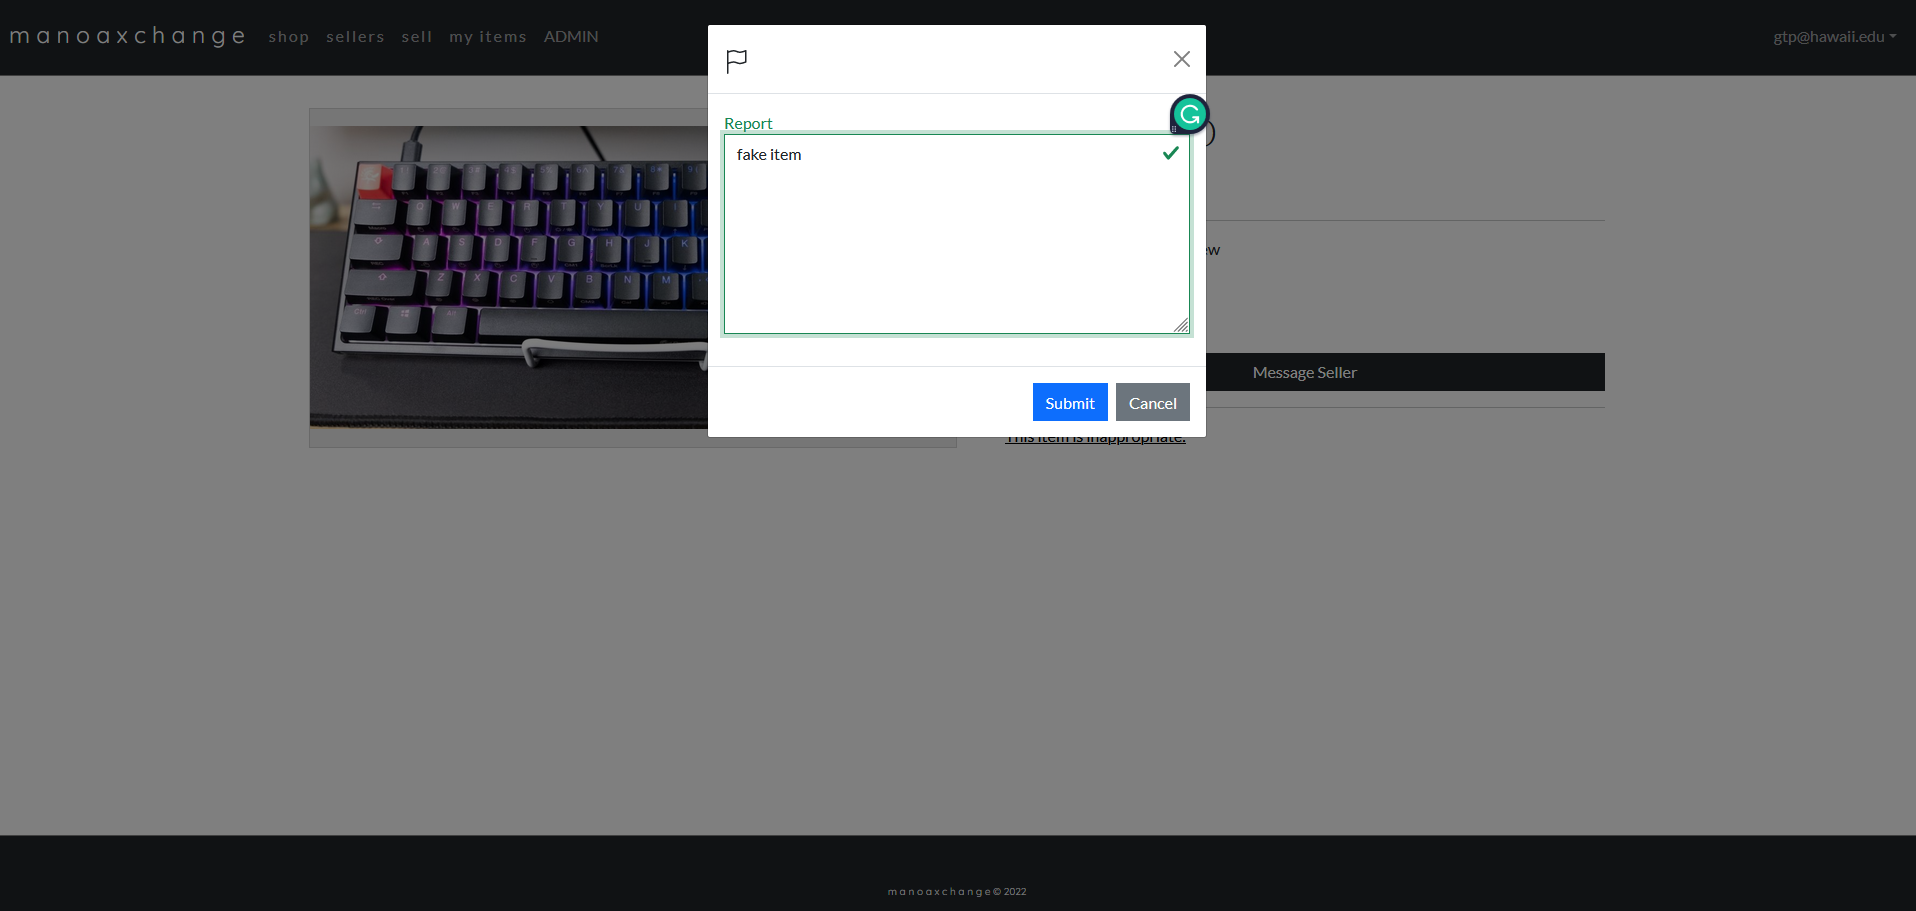 manoaxchange
shop sellers sell my items ADMIN
gtp@hawaii.edu
Report
fake item
Submit Cancel
Message Seller
This item is inappropriate.
manoaxchange© 2022